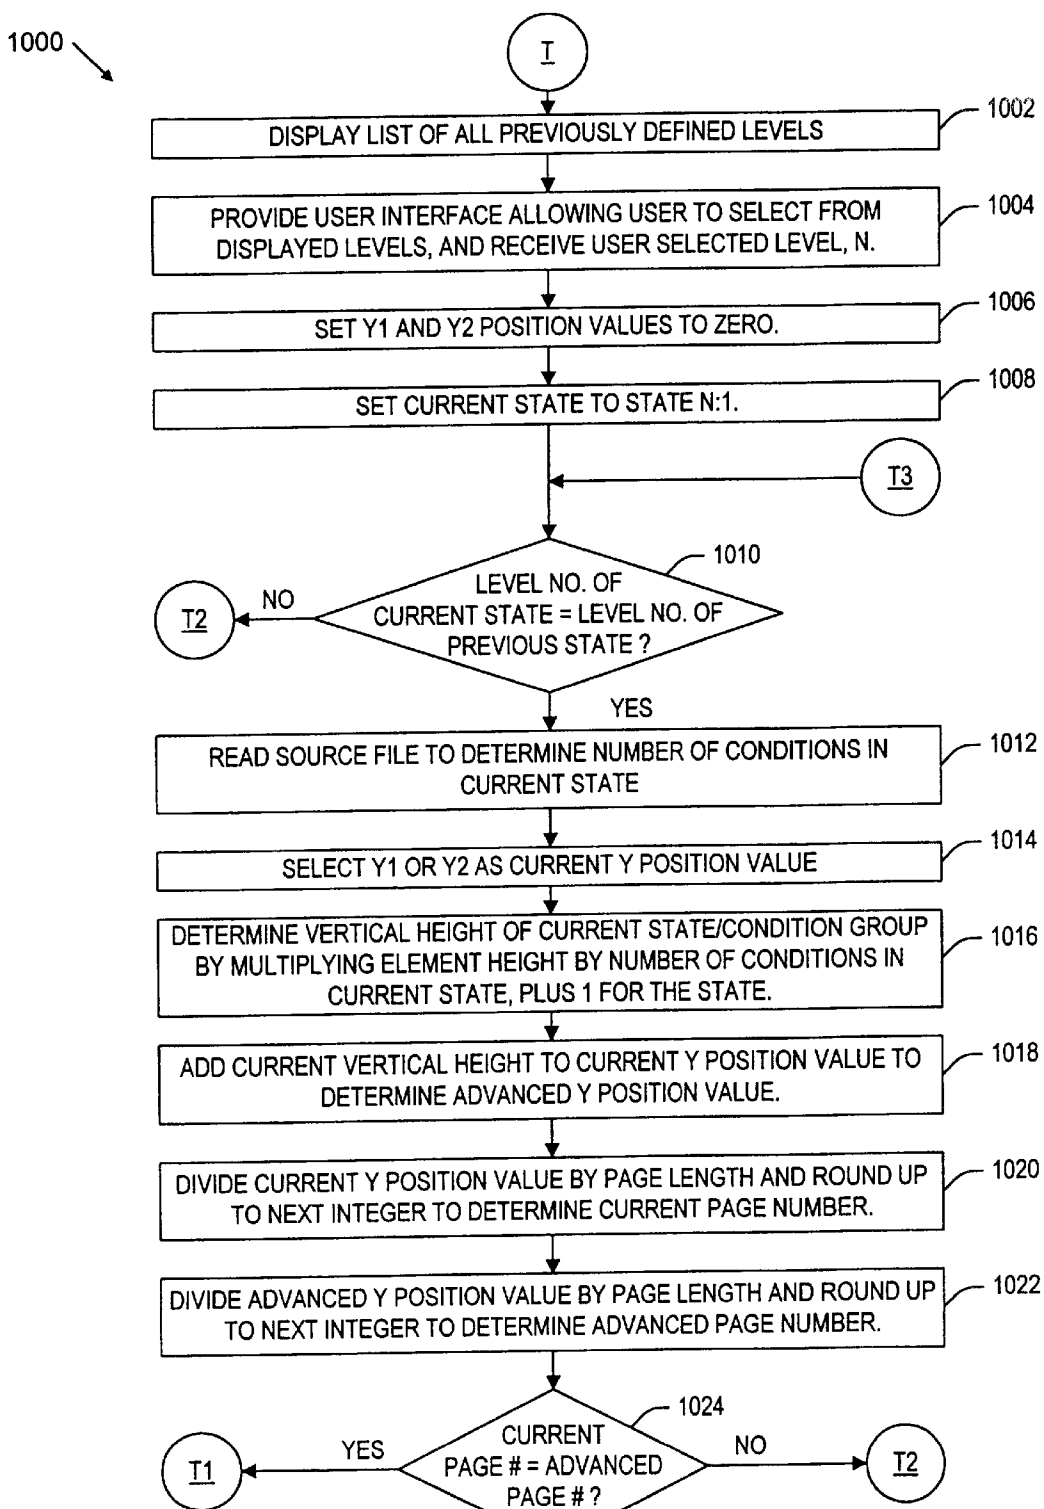 1000
T
DISPLAY LIST OF ALL PREVIOUSLY DEFINED LEVELS
1002
PROVIDE USER INTERFACE ALLOWING USER TO SELECT FROM
DISPLAYED LEVELS, AND RECEIVE USER SELECTED LEVEL, N.
1004
SET Y1 AND Y2 POSITION VALUES TO ZERO.
1006
SET CURRENT STATE TO STATE N:1.
1008
T3
1010
LEVEL NO. OF
CURRENT STATE = LEVEL NO. OF
PREVIOUS STATE ?
NO
T2
YES
READ SOURCE FILE TO DETERMINE NUMBER OF CONDITIONS IN
CURRENT STATE
1012
SELECT Y1 OR Y2 AS CURRENT Y POSITION VALUE
1014
DETERMINE VERTICAL HEIGHT OF CURRENT STATE/CONDITION GROUP
BY MULTIPLYING ELEMENT HEIGHT BY NUMBER OF CONDITIONS IN
CURRENT STATE, PLUS 1 FOR THE STATE.
1016
ADD CURRENT VERTICAL HEIGHT TO CURRENT Y POSITION VALUE TO
DETERMINE ADVANCED Y POSITION VALUE.
1018
DIVIDE CURRENT Y POSITION VALUE BY PAGE LENGTH AND ROUND UP
TO NEXT INTEGER TO DETERMINE CURRENT PAGE NUMBER.
1020
DIVIDE ADVANCED Y POSITION VALUE BY PAGE LENGTH AND ROUND UP
TO NEXT INTEGER TO DETERMINE ADVANCED PAGE NUMBER.
1022
1024
CURRENT
PAGE # = ADVANCED
PAGE # ?
YES
T1
NO
T2